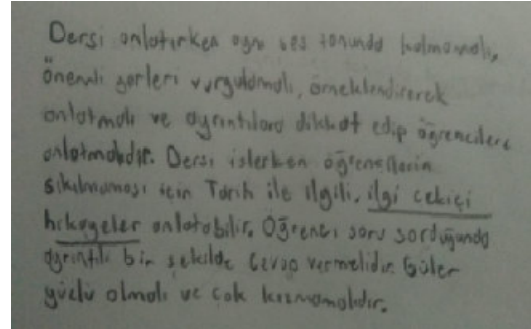 Dersi anlatırken aynı ses tonunda kalmamalı,
önemli yerleri vurgulamalı, örneklendirerek
anlatmalı ve ayrıntılara dikkat edip öğrencilere
anlatmalıdır. Dersi işlerken öğrencilerin
sıkılmaması için Tarih ile ilgili, ilgi çekici
hikayeler anlatabilir. Öğrenci soru sorduğunda
ayrıntılı bir şekilde cevap vermelidir. Güler
yüzlü olmalı ve çok kızmamalıdır.